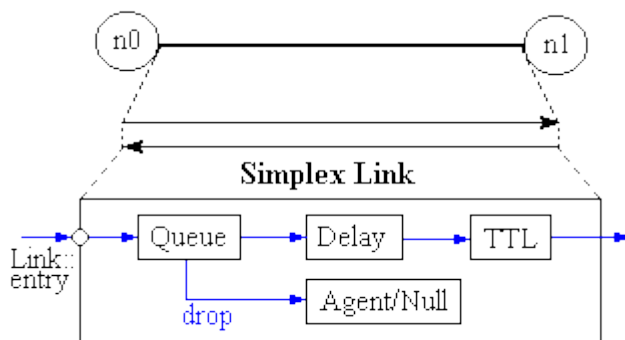 n0
n1
Simplex Link
Queue
Delay
TTL
Link::
entry
drop
Agent/Null